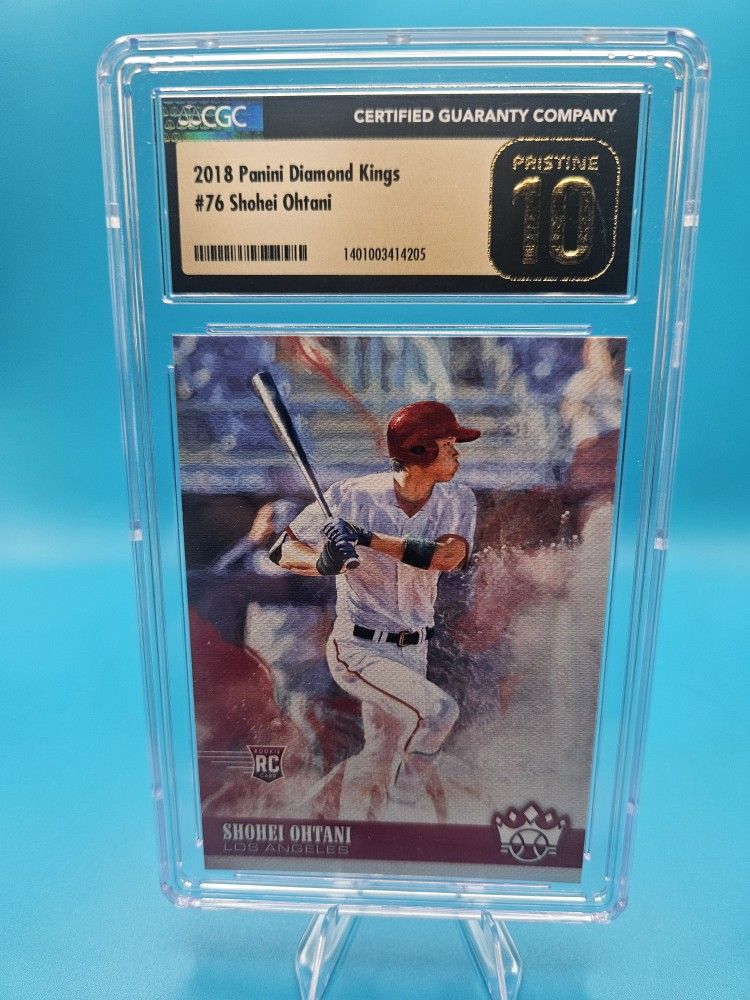 CGC
CERTIFIED GUARANTY COMPANY
2018 Panini Diamond Kings
#76 Shohei Ohtani
PRISTINE
10
1401003414205
ROOKIE
RC
CARD
SHOHEI OHTANI
LOS ANGELES